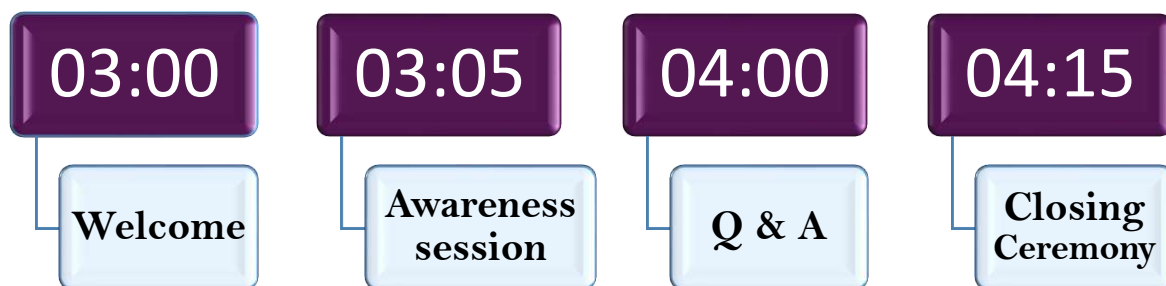 03:00
Welcome
03:05
Awareness
session
04:00
Q & A
04:15
Closing
Ceremony